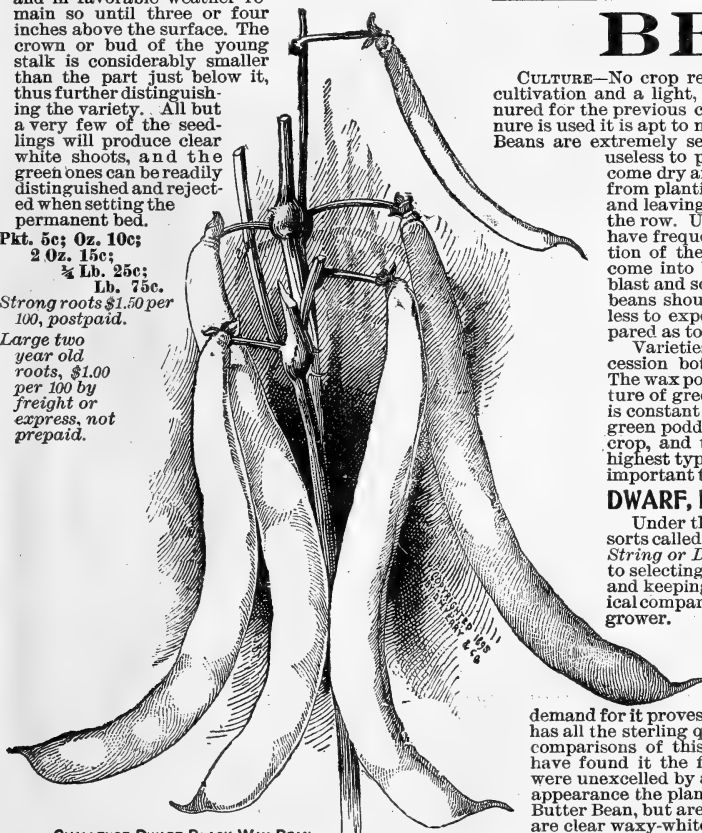 main so until three or four
inches above the surface. The
crown or bud of the young
stalk is considerably smaller
than the part just below it,
thus further distinguish-
ing the variety. All but
a very few of the seed-
lings will produce clear
white shoots, and the
green ones can be readily
distinguished and reject-
ed when setting the
permanent bed.
Pkt. 5c; Oz. 10c;
2 Oz. 15c;
¼ Lb. 25c;
Lb. 75c.
Strong roots $1.50 per
100, postpaid.
Large two
year old
roots, $1.00
per 100 by
freight or
express, not
prepaid.
BE
CULTURE—No crop re
cultivation and a light,
nured for the previous c
nure is used it is apt to m
Beans are extremely se
useless to p
come dry a
from planti
and leaving
the row. U
have freque
tion of the
come into
blast and sc
beans shou
less to expe
pared as to
Varietie
cession bot
The wax po
ture of gree
is constant
green podd
crop, and t
highest typ
important t
DWARF,
Under th
sorts called
String or D
to selecting
and keeping
ical compar
grower.
COPYRIGHTED 1895
FERRY & CO
demand for it proves
has all the sterling q
comparisons of this
have found it the f
were unexcelled by a
appearance the plan
Butter Bean, but are
are clear waxy-white